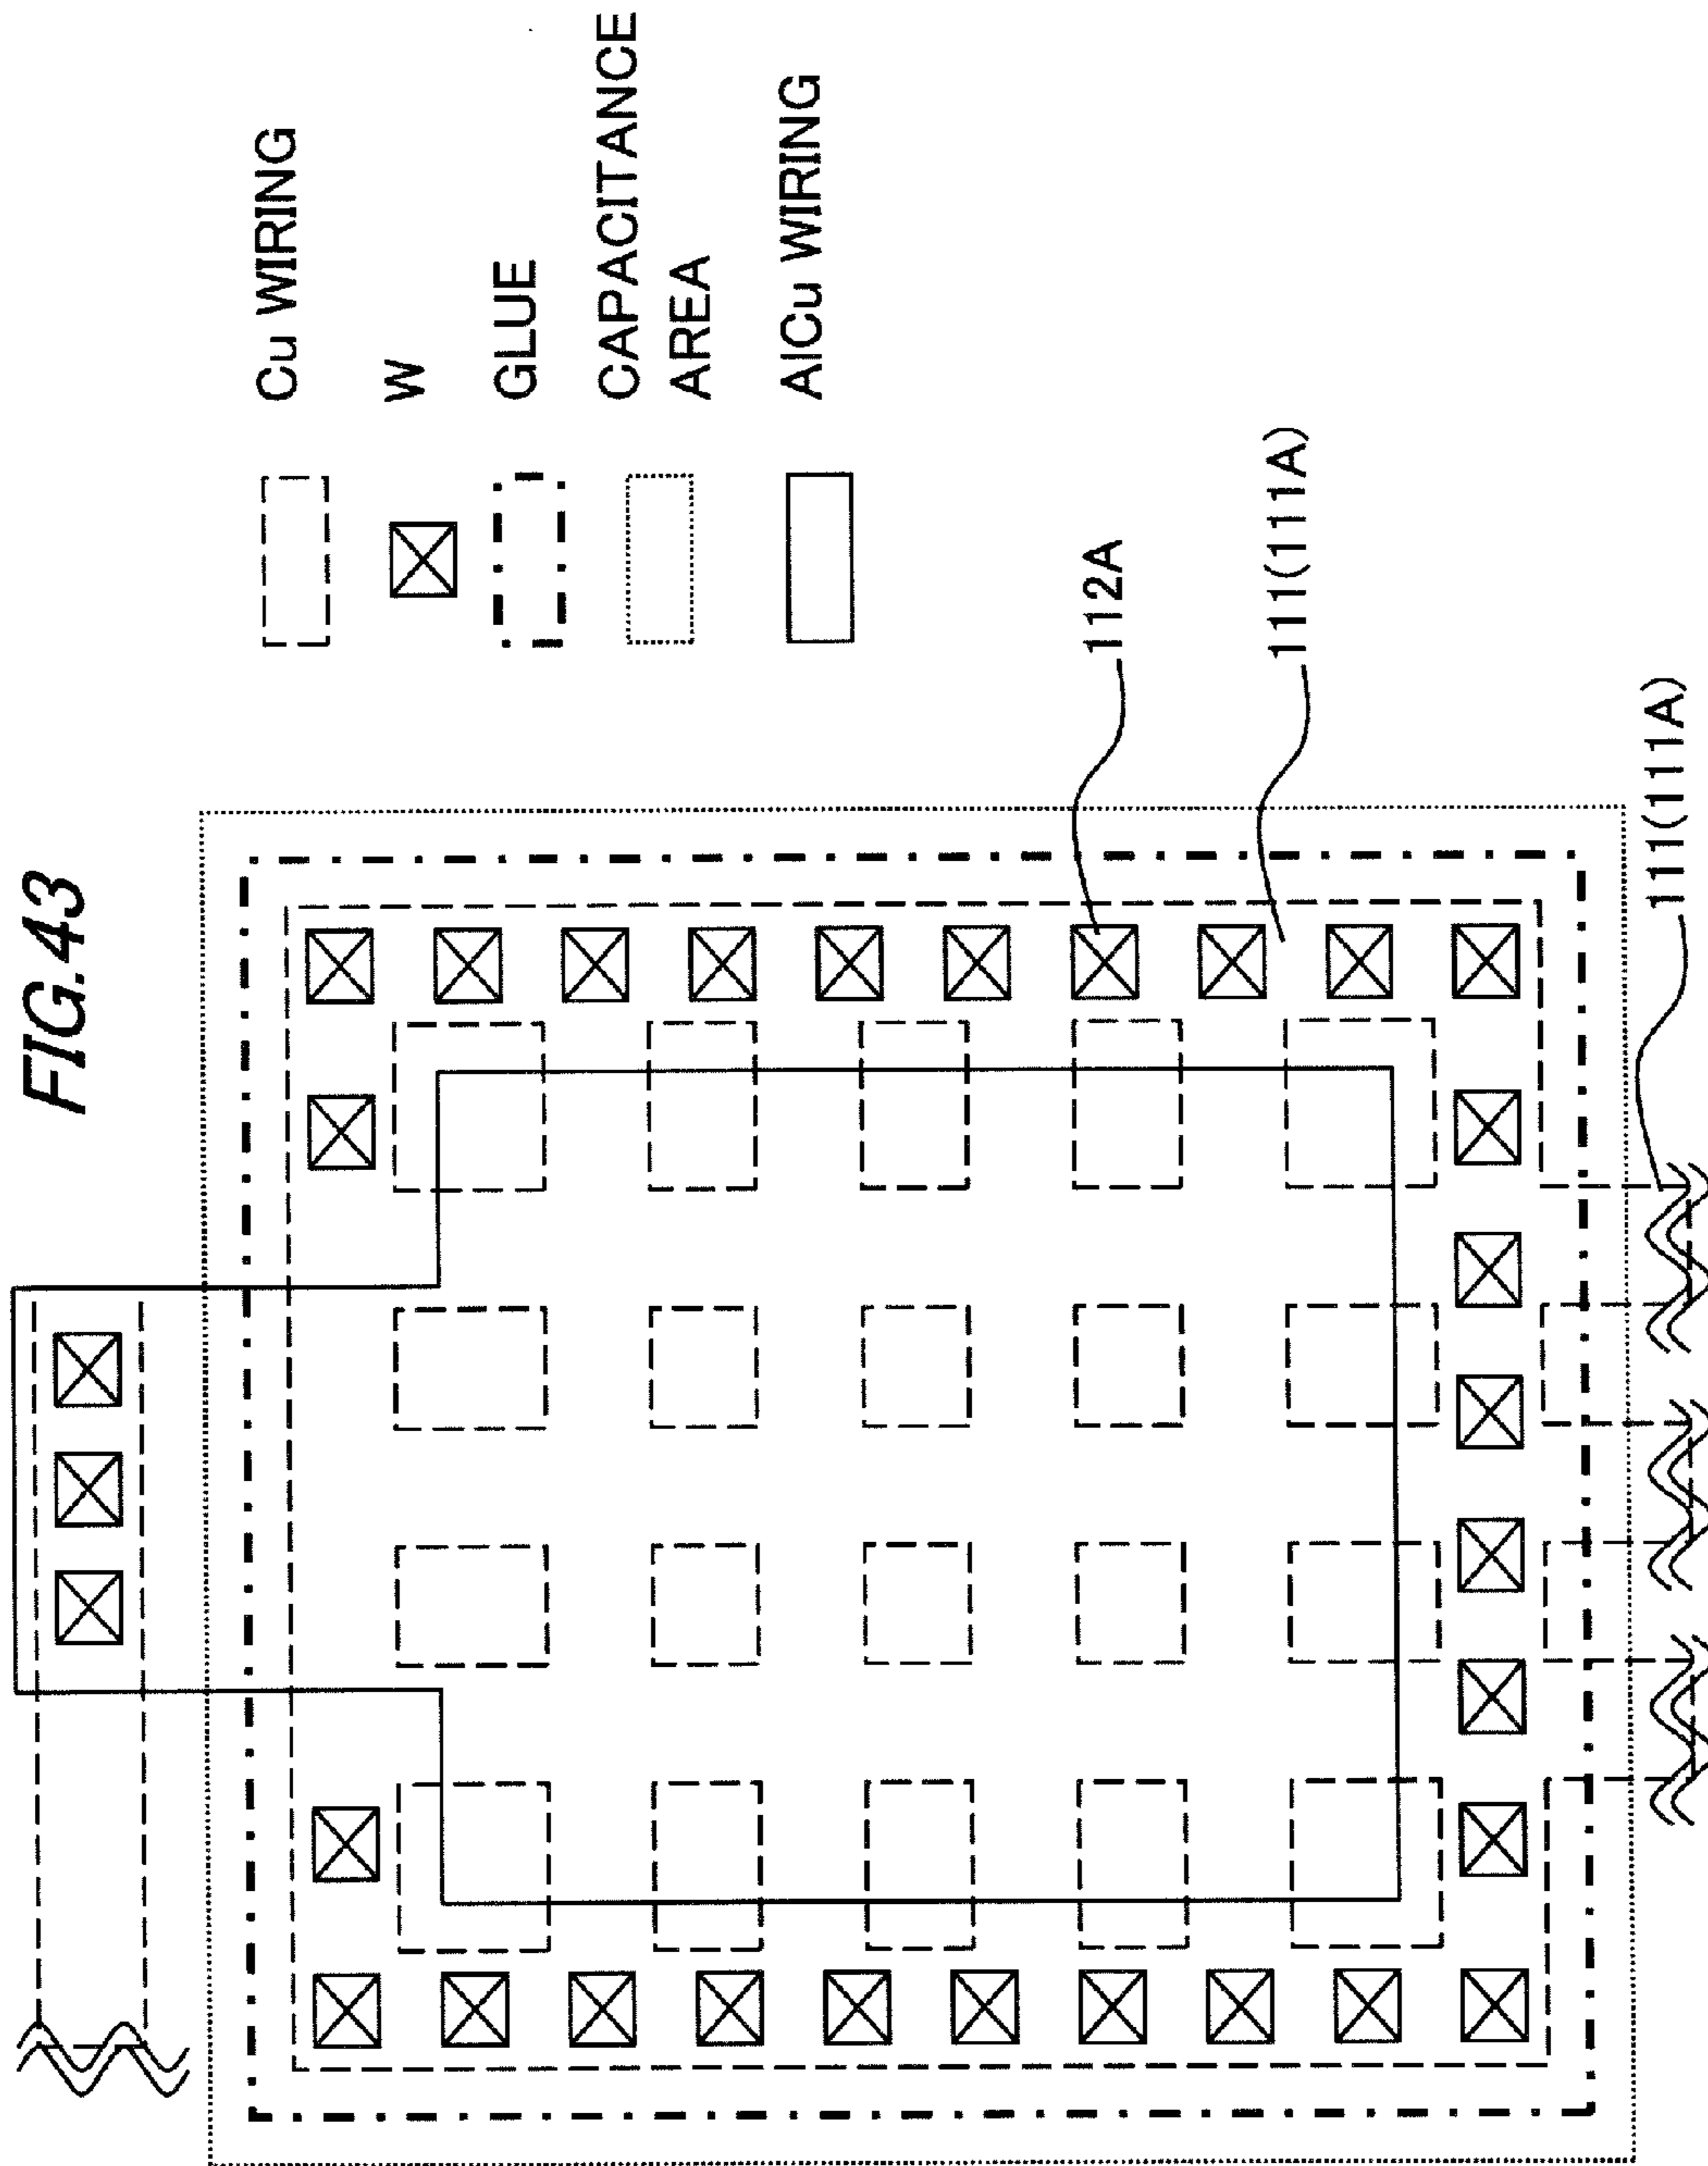 FIG.43
Cu WIRING
W
GLUE
CAPACITANCE
AREA
AlCu WIRING
112A
111(111A)
111(111A)